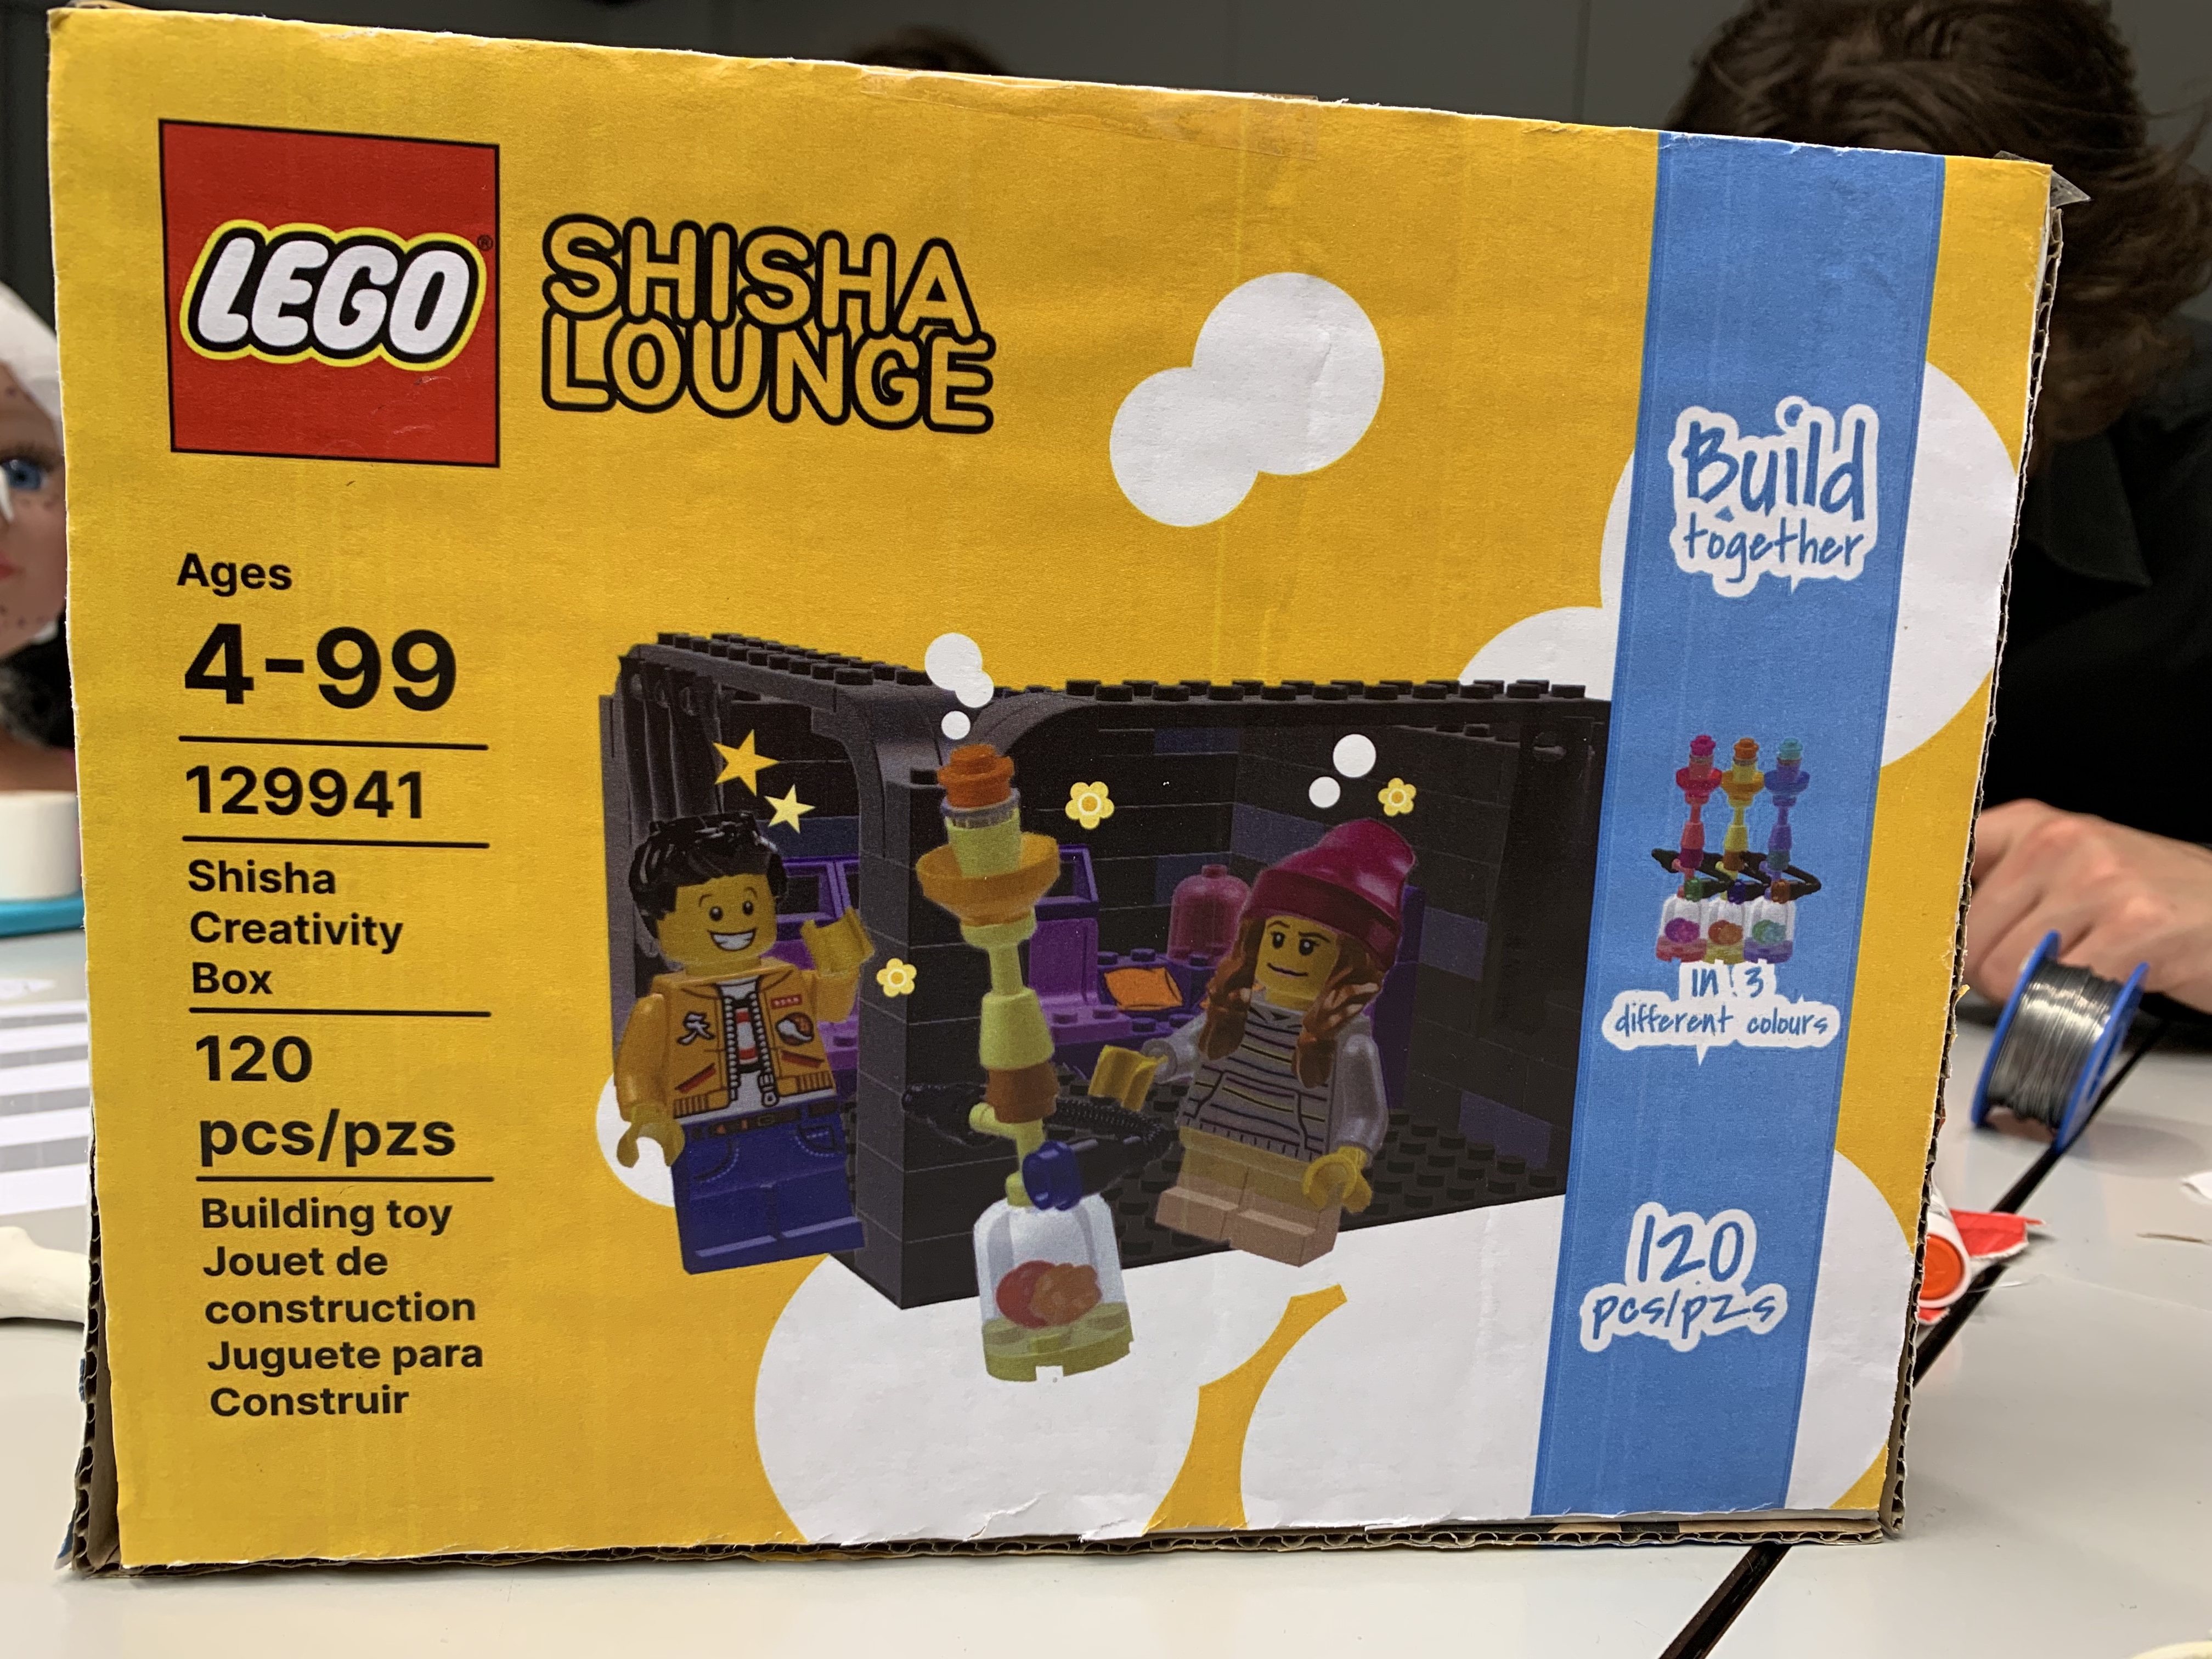 LEGO®
SHISHA
LOUNGE
Ages
4-99
129941
Shisha
Creativity
Box
120
pcs/pzs
Building toy
Jouet de
construction
Juguete para
Construir
Build
together
in 3
different colours
120
pcs/pzs